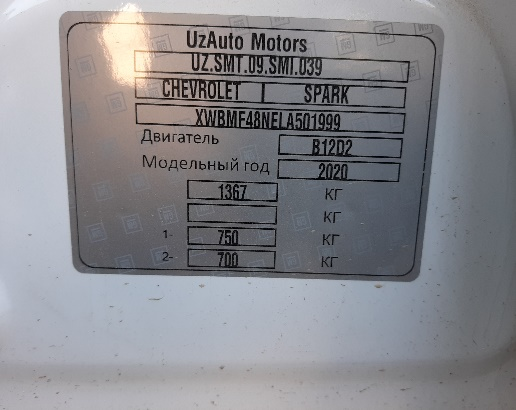 UzAuto Motors
UZ.SMT.09.SMI.039
CHEVROLET SPARK
XWBMF48NELA501999
Двигатель B12D2
Модельный год 2020
1367 КГ
КГ
1- 750 КГ
2- 700 КГ